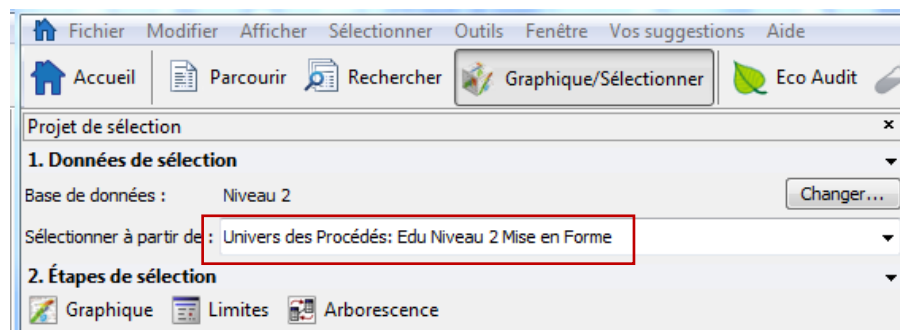 Fichier Modifier Afficher Sélectionner Outils Fenêtre Vos suggestions Aide
Accueil Parcourir Rechercher Graphique/Sélectionner Eco Audit
Projet de sélection x
1. Données de sélection
Base de données : Niveau 2 Changer...
Sélectionner à partir de : Univers des Procédés: Edu Niveau 2 Mise en Forme
2. Étapes de sélection
Graphique Limites Arborescence